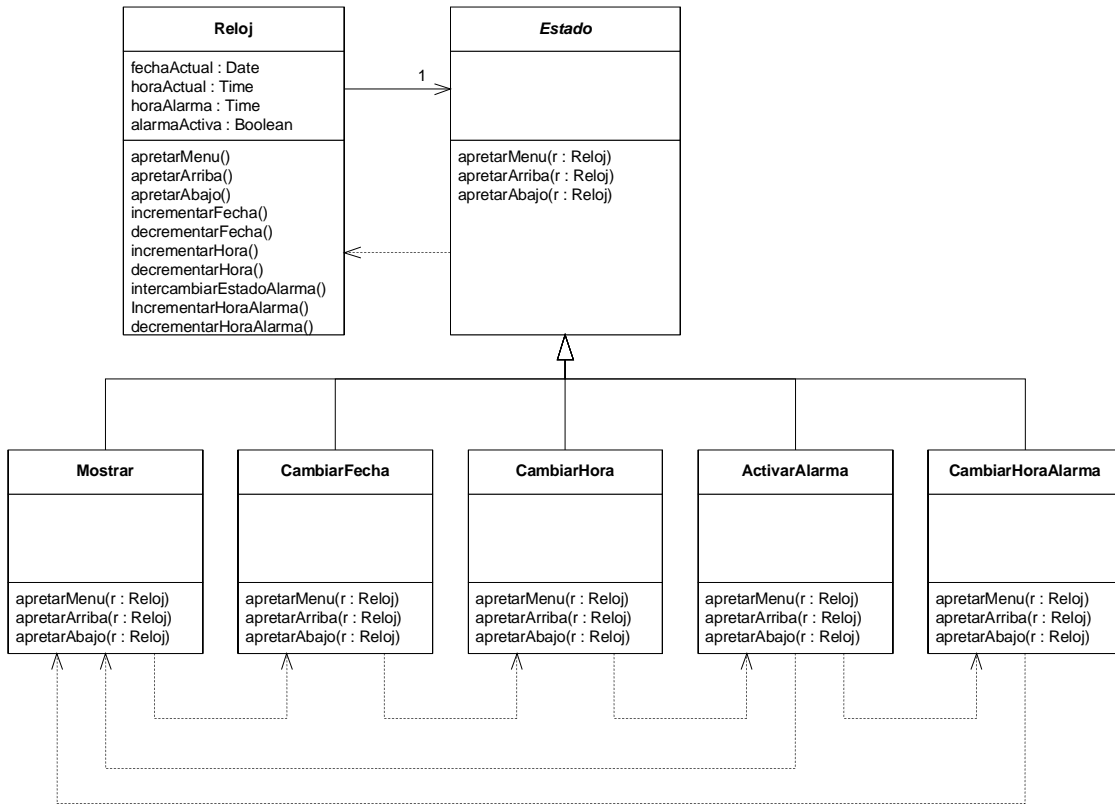 Reloj
fechaActual : Date
horaActual : Time
horaAlarma : Time
alarmaActiva : Boolean
apretarMenu()
apretarArriba()
apretarAbajo()
incrementarFecha()
decrementarFecha()
incrementarHora()
decrementarHora()
intercambiarEstadoAlarma()
IncrementarHoraAlarma()
decrementarHoraAlarma()
1
Estado
apretarMenu(r : Reloj)
apretarArriba(r : Reloj)
apretarAbajo(r : Reloj)
Mostrar
apretarMenu(r : Reloj)
apretarArriba(r : Reloj)
apretarAbajo(r : Reloj)
CambiarFecha
apretarMenu(r : Reloj)
apretarArriba(r : Reloj)
apretarAbajo(r : Reloj)
CambiarHora
apretarMenu(r : Reloj)
apretarArriba(r : Reloj)
apretarAbajo(r : Reloj)
ActivarAlarma
apretarMenu(r : Reloj)
apretarArriba(r : Reloj)
apretarAbajo(r : Reloj)
CambiarHoraAlarma
apretarMenu(r : Reloj)
apretarArriba(r : Reloj)
apretarAbajo(r : Reloj)